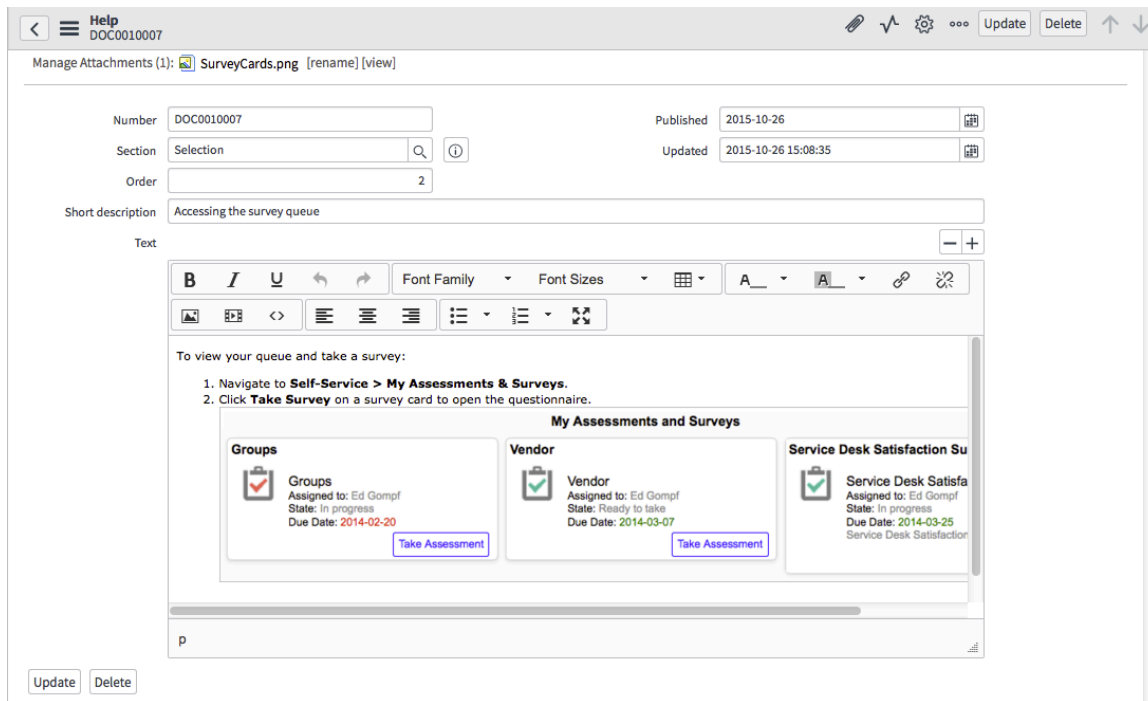 Help
DOC0010007
Update Delete
Manage Attachments (1): SurveyCards.png [rename] [view]
Number DOC0010007 Published 2015-10-26
Section Selection Updated 2015-10-26 15:08:35
Order 2
Short description Accessing the survey queue
Text
B I U Font Family Font Sizes A A
To view your queue and take a survey:
1. Navigate to Self-Service > My Assessments & Surveys.
2. Click Take Survey on a survey card to open the questionnaire.
My Assessments and Surveys
Groups
Groups
Assigned to: Ed Gompf
State: In progress
Due Date: 2014-02-20
Take Assessment
Vendor
Vendor
Assigned to: Ed Gompf
State: Ready to take
Due Date: 2014-03-07
Take Assessment
Service Desk Satisfaction Su
Service Desk Satisfa
Assigned to: Ed Gompf
State: In progress
Due Date: 2014-03-25
Service Desk Satisfaction
p
Update Delete